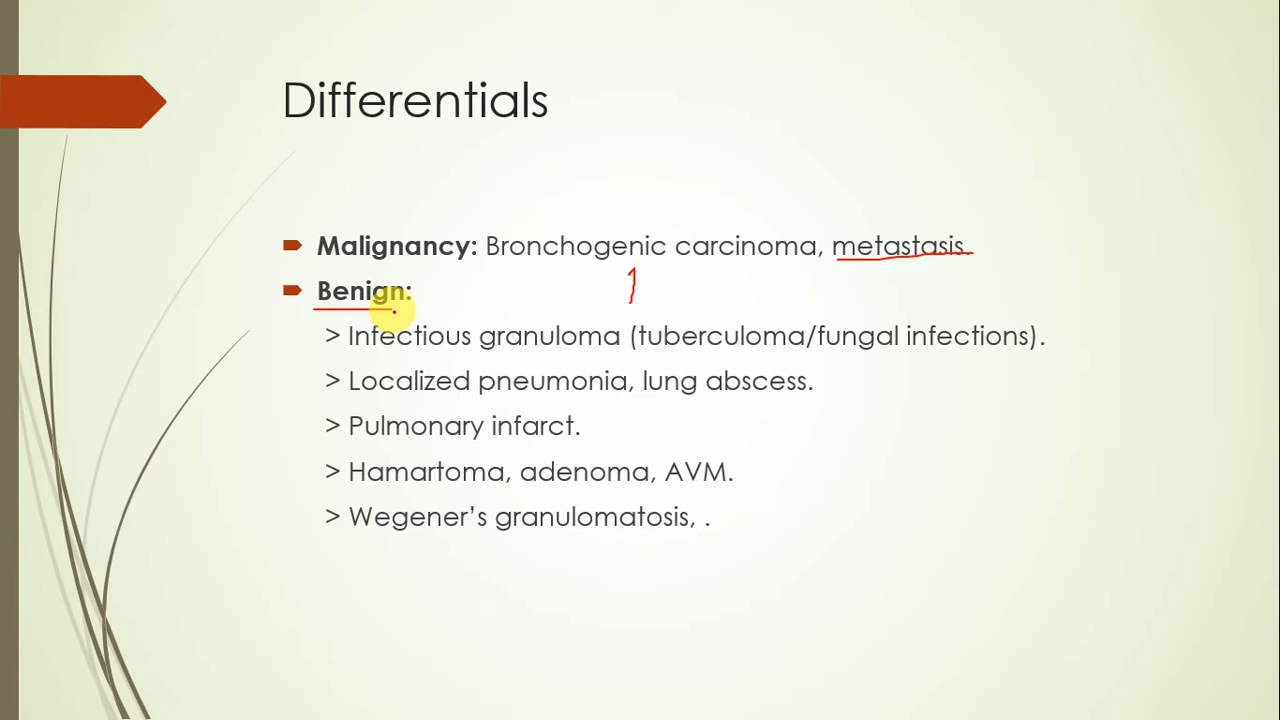 Differentials
Malignancy: Bronchogenic carcinoma, metastasis.
Benign:
> Infectious granuloma (tuberculoma/fungal infections).
> Localized pneumonia, lung abscess.
> Pulmonary infarct.
> Hamartoma, adenoma, AVM.
> Wegener’s granulomatosis, .